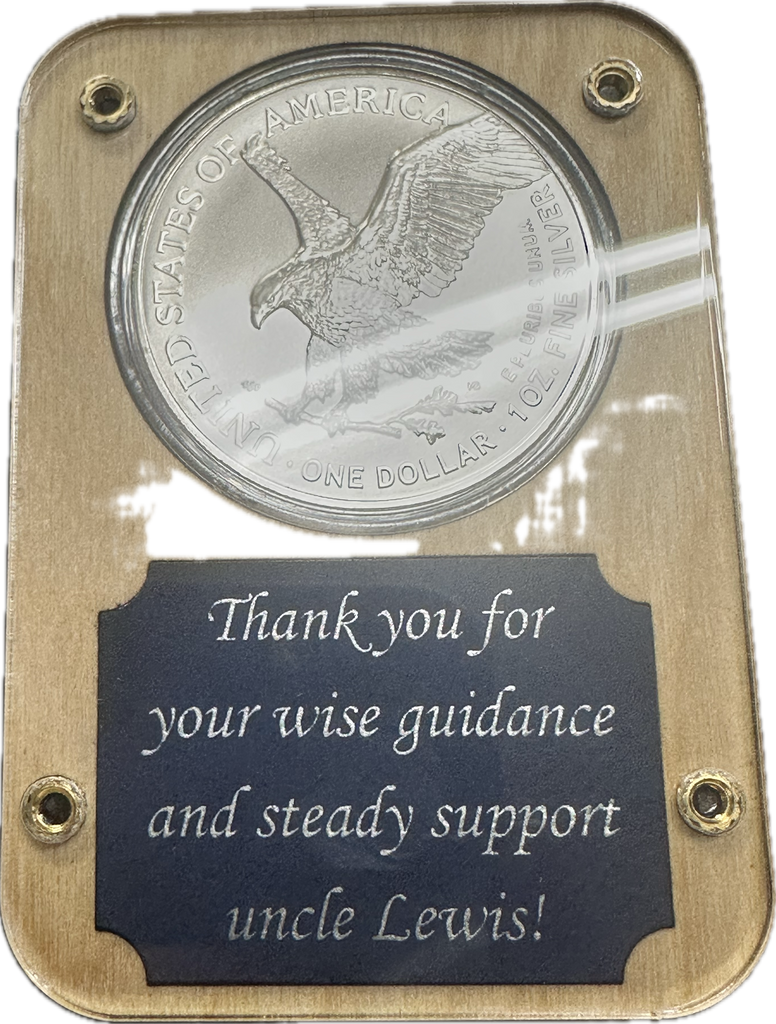 UNITED STATES OF AMERICA
E PLURIBUS UNUM
1 OZ. FINE SILVER
· ONE DOLLAR ·
Thank you for
your wise guidance
and steady support
uncle Lewis!